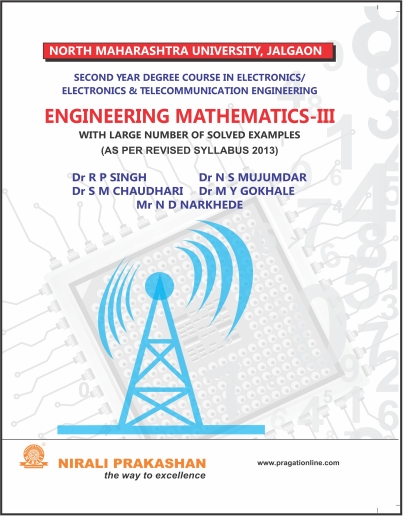 NORTH MAHARASHTRA UNIVERSITY, JALGAON
SECOND YEAR DEGREE COURSE IN ELECTRONICS/
ELECTRONICS & TELECOMMUNICATION ENGINEERING
ENGINEERING MATHEMATICS-III
WITH LARGE NUMBER OF SOLVED EXAMPLES
(AS PER REVISED SYLLABUS 2013)
Dr R P SINGH Dr N S MUJUMDAR
Dr S M CHAUDHARI Dr M Y GOKHALE
Mr N D NARKHEDE
NIRALI PRAKASHAN
the way to excellence
www.pragationline.com